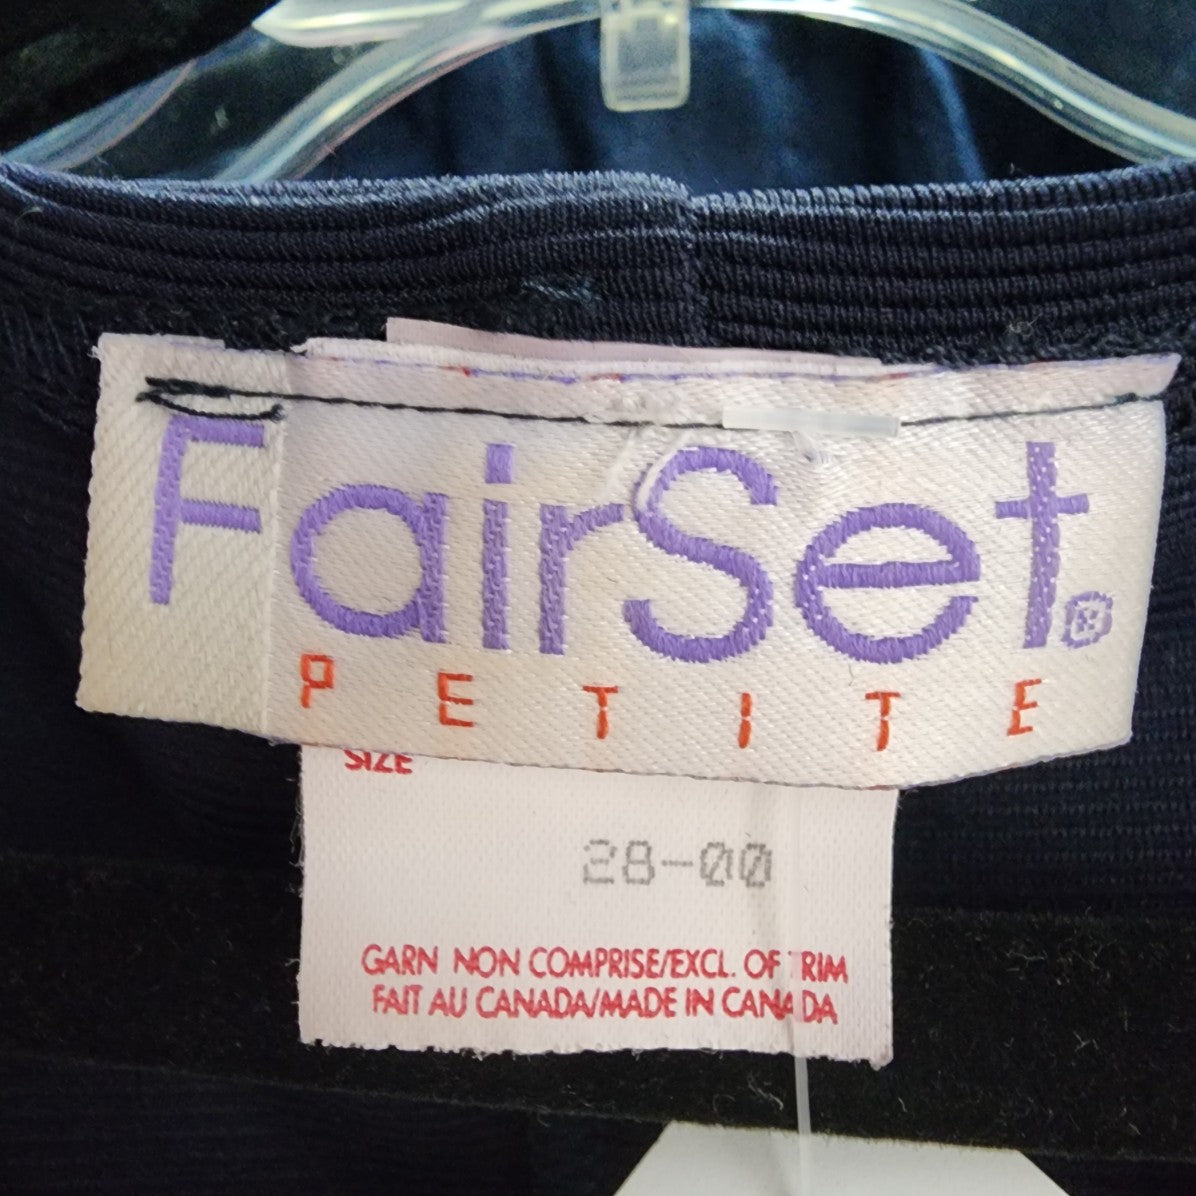 FairSet®
PETITE
SIZE
28-00
GARN NON COMPRISE/EXCL. OF TRIM
FAIT AU CANADA/MADE IN CANADA